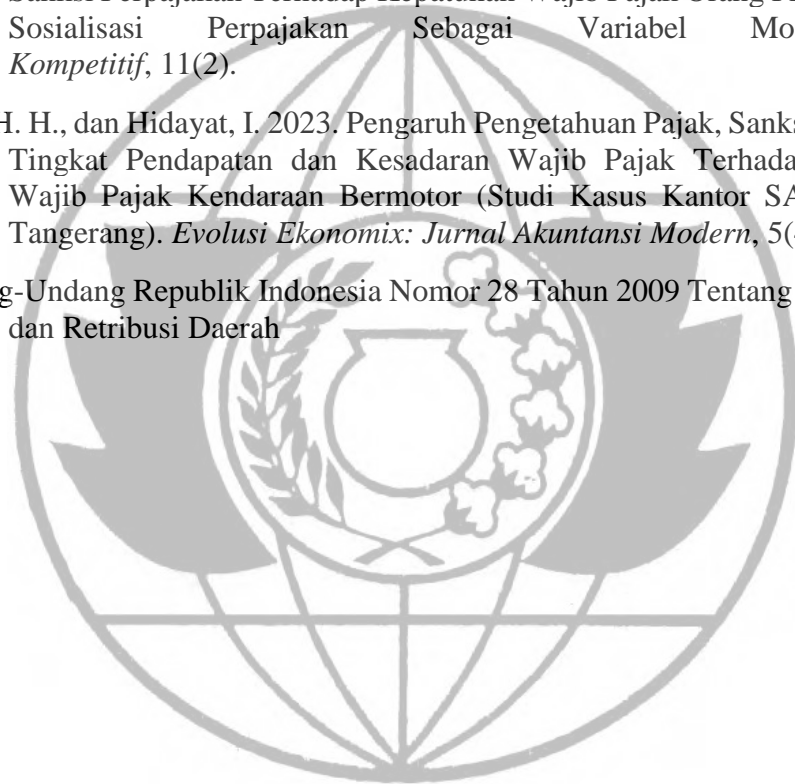 Sanksi Perpajakan Terhadap Kepatuhan Wajib Pajak Orang
Sosialisasi Perpajakan Sebagai Variabel Mo
Kompetitif, 11(2).
H. H., dan Hidayat, I. 2023. Pengaruh Pengetahuan Pajak, Sanks
Tingkat Pendapatan dan Kesadaran Wajib Pajak Terhada
Wajib Pajak Kendaraan Bermotor (Studi Kasus Kantor SA
Tangerang). Evolusi Ekonomix: Jurnal Akuntansi Modern, 5(
g-Undang Republik Indonesia Nomor 28 Tahun 2009 Tentang
dan Retribusi Daerah